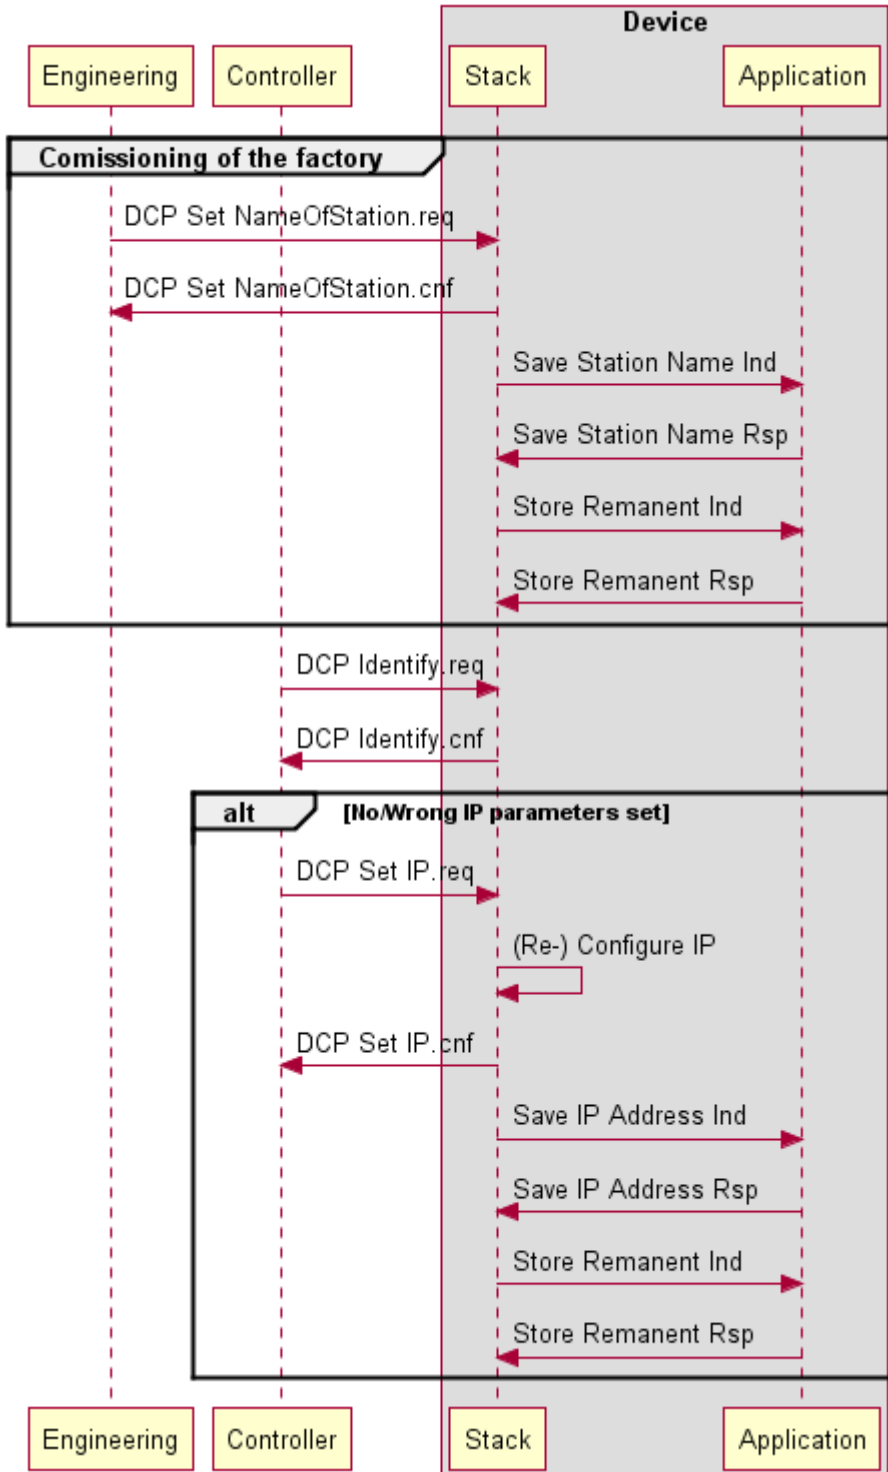 Device
Engineering
Controller
Stack
Application
Comissioning of the factory
DCP Set NameOfStation.req
DCP Set NameOfStation.cnf
Save Station Name Ind
Save Station Name Rsp
Store Remanent Ind
Store Remanent Rsp
DCP Identify.req
DCP Identify.cnf
alt
[No/Wrong IP parameters set]
DCP Set IP.req
(Re-) Configure IP
DCP Set IP.cnf
Save IP Address Ind
Save IP Address Rsp
Store Remanent Ind
Store Remanent Rsp
Engineering
Controller
Stack
Application